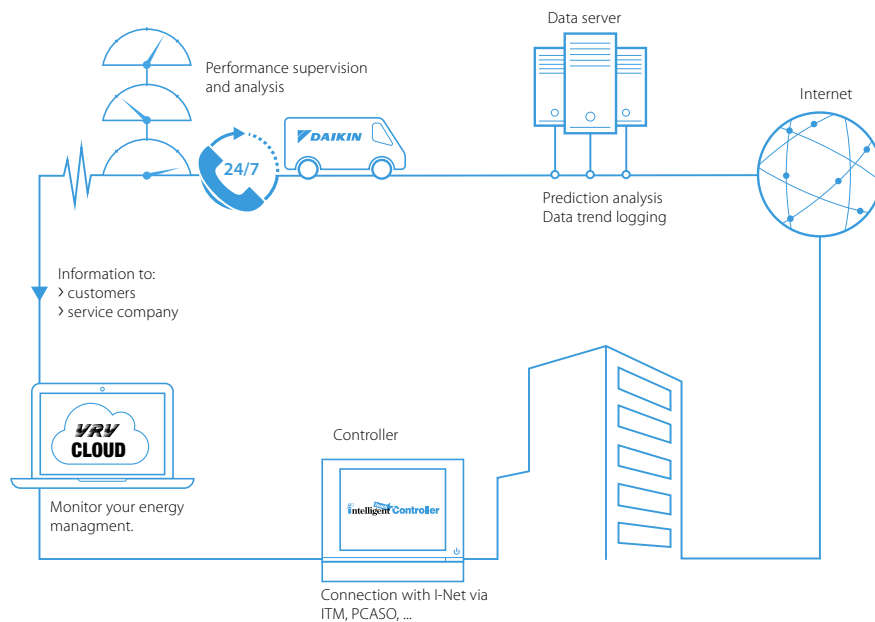 Data server
Performance supervision
and analysis
Internet
DAIKIN
24/7
Prediction analysis
Data trend logging
Information to:
> customers
> service company
VRV
CLOUD
Controller
intelligent Touch Controller
Monitor your energy
managment.
Connection with I-Net via
ITM, PCASO, ...